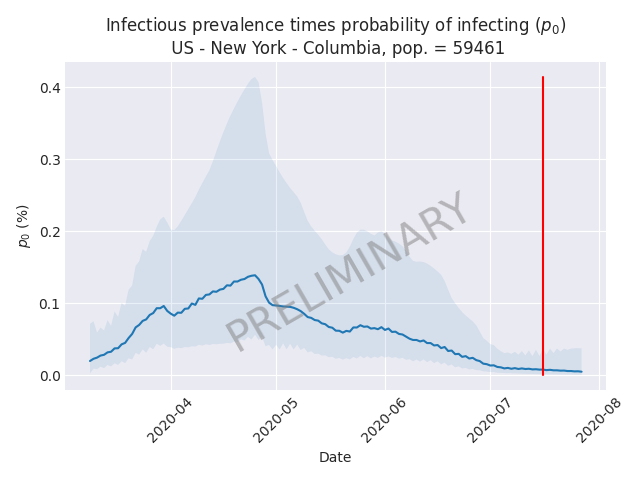 Infectious prevalence times probability of infecting (p₀)
US - New York - Columbia, pop. = 59461
0.4
0.3
0.2
0.1
0.0
p₀ (%)
PRELIMINARY
2020-04
2020-05
2020-06
2020-07
2020-08
Date